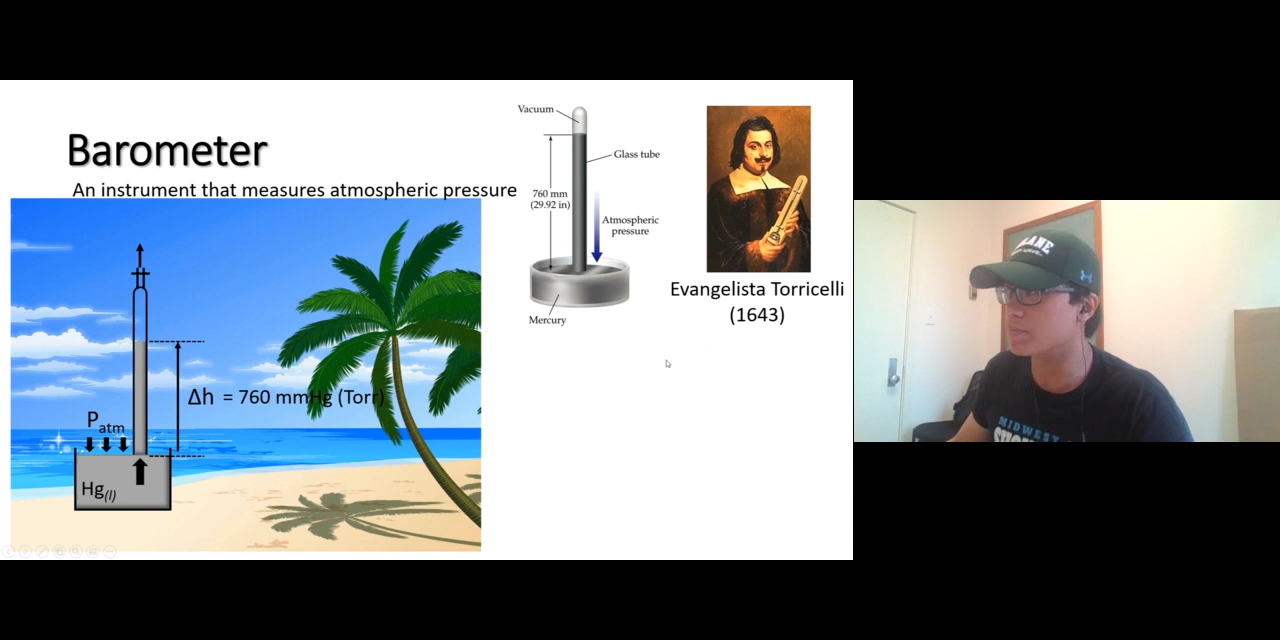 Barometer
An instrument that measures atmospheric pressure
Vacuum
Glass tube
760 mm
(29.92 in)
Atmospheric
pressure
Mercury
Evangelista Torricelli
(1643)
Δh = 760 mmHg (Torr)
Patm
Hg(l)
MIDWEST